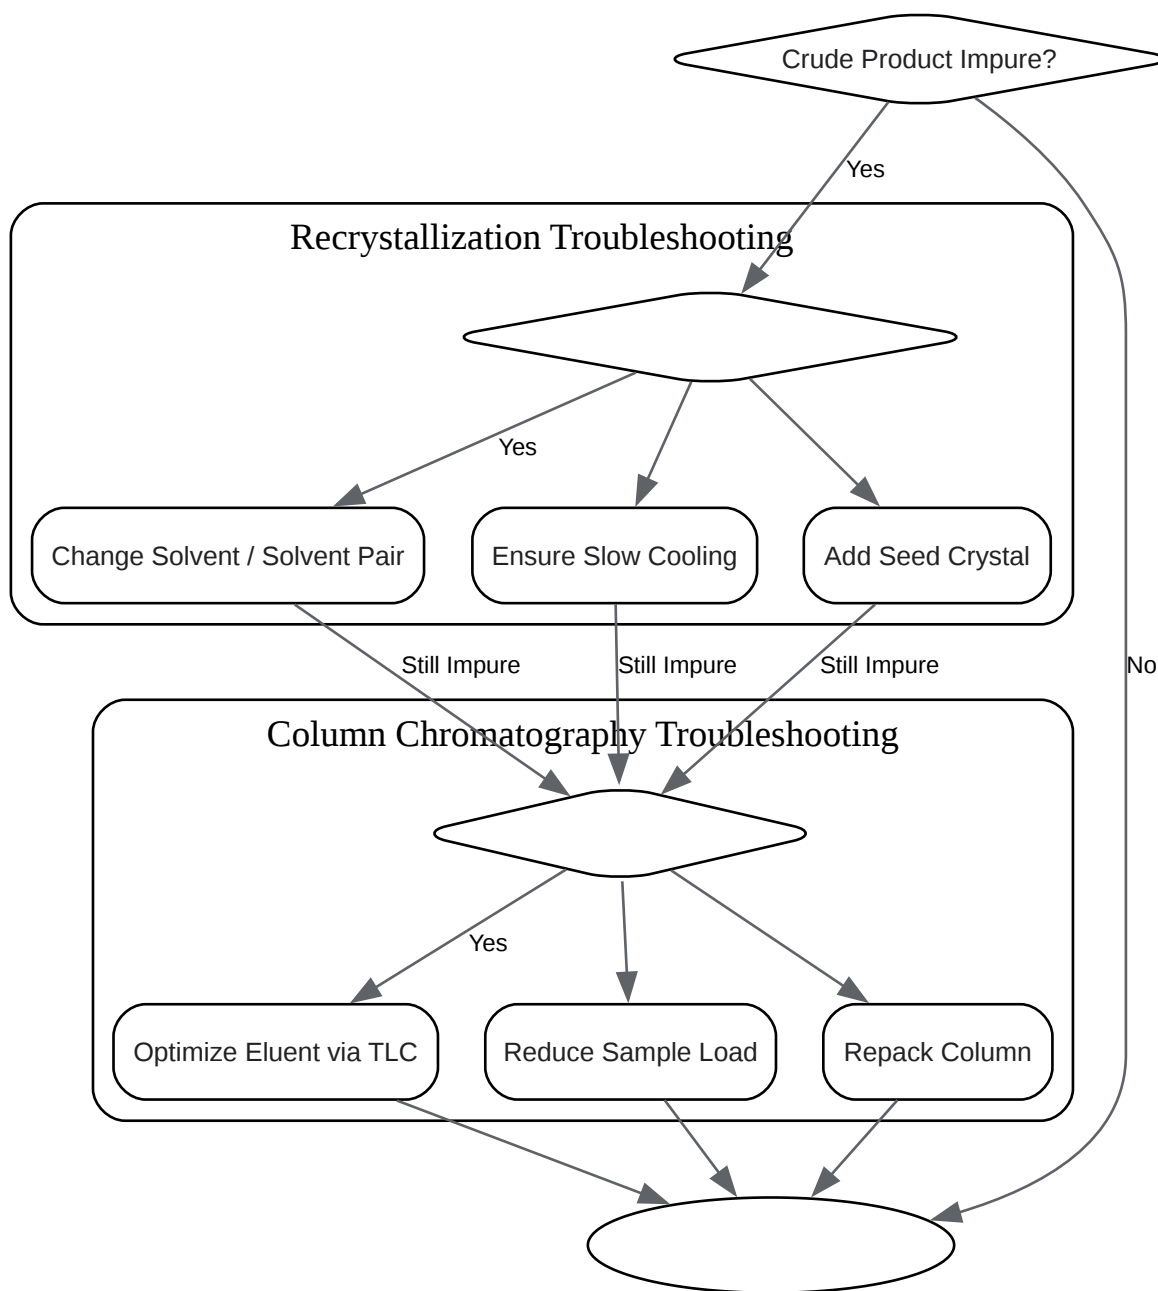 Crude Product Impure?
Yes
Recrystallization Troubleshooting
Yes
Change Solvent / Solvent Pair
Ensure Slow Cooling
Add Seed Crystal
Still Impure
Still Impure
Still Impure
No
Column Chromatography Troubleshooting
Yes
Optimize Eluent via TLC
Reduce Sample Load
Repack Column